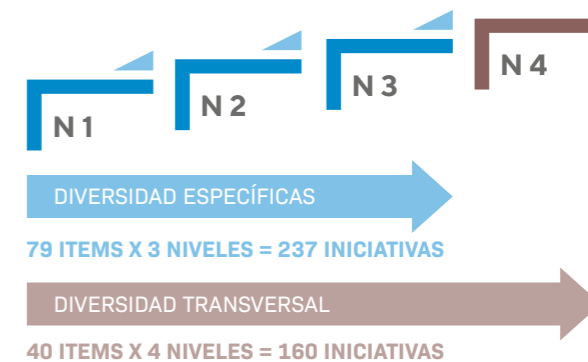 N 1
N 2
N 3
N 4
DIVERSIDAD ESPECÍFICAS
79 ITEMS X 3 NIVELES = 237 INICIATIVAS
DIVERSIDAD TRANSVERSAL
40 ITEMS X 4 NIVELES = 160 INICIATIVAS